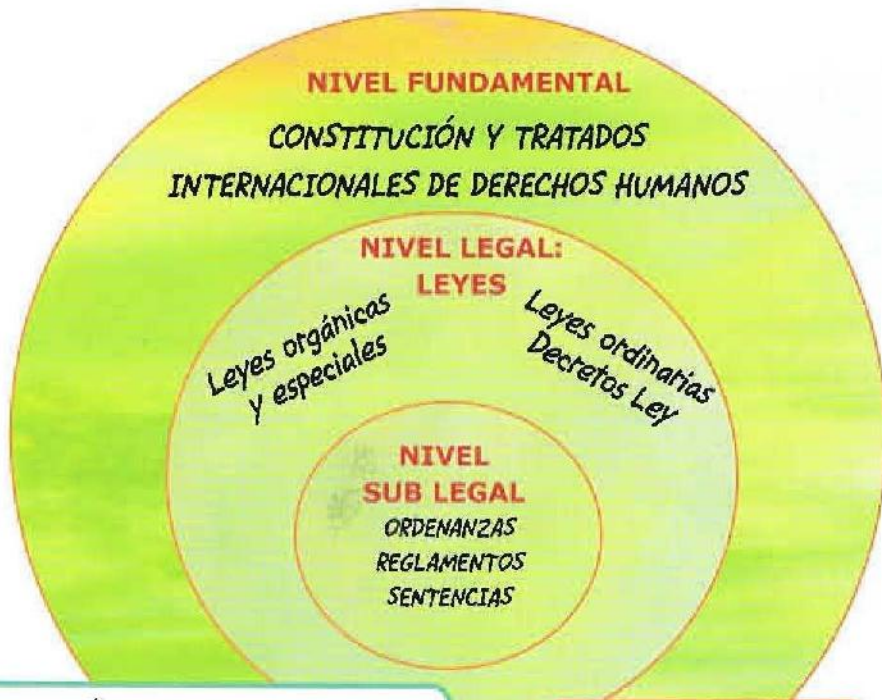 NIVEL FUNDAMENTAL
CONSTITUCIÓN Y TRATADOS
INTERNACIONALES DE DERECHOS HUMANOS
NIVEL LEGAL:
LEYES
Leyes orgánicas
y especiales
Leyes ordinarias
Decretos Ley
NIVEL
SUB LEGAL
ORDENANZAS
REGLAMENTOS
SENTENCIAS